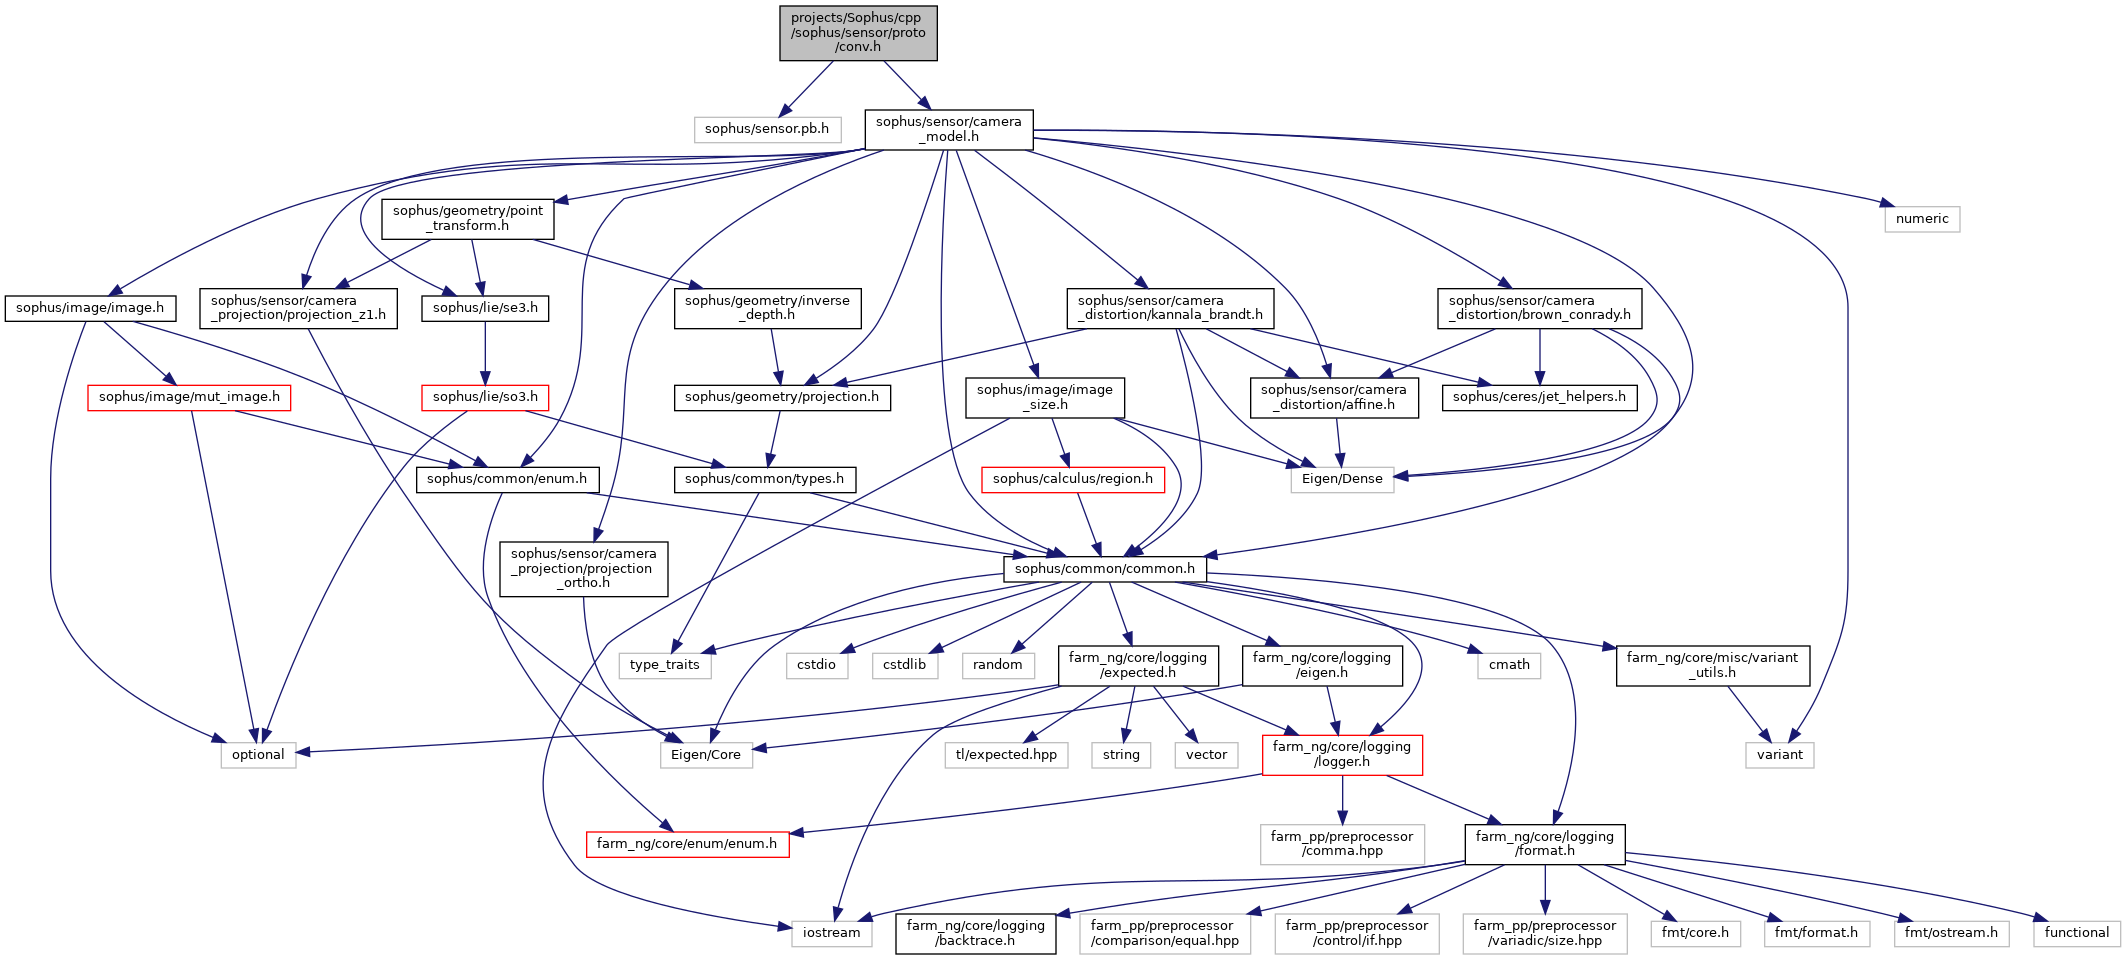 projects/Sophus/cpp
/sophus/sensor/proto
/conv.h
sophus/sensor.pb.h
sophus/sensor/camera
_model.h
numeric
sophus/geometry/point
_transform.h
sophus/image/image.h
sophus/sensor/camera
_projection/projection_z1.h
sophus/lie/se3.h
sophus/geometry/inverse
_depth.h
sophus/sensor/camera
_distortion/kannala_brandt.h
sophus/sensor/camera
_distortion/brown_conrady.h
sophus/image/mut_image.h
sophus/lie/so3.h
sophus/geometry/projection.h
sophus/image/image
_size.h
sophus/sensor/camera
_distortion/affine.h
sophus/ceres/jet_helpers.h
sophus/common/enum.h
sophus/common/types.h
sophus/calculus/region.h
Eigen/Dense
sophus/sensor/camera
_projection/projection
_ortho.h
sophus/common/common.h
type_traits
cstdio
cstdlib
random
farm_ng/core/logging
/expected.h
farm_ng/core/logging
/eigen.h
cmath
farm_ng/core/misc/variant
_utils.h
optional
Eigen/Core
tl/expected.hpp
string
vector
farm_ng/core/logging
/logger.h
variant
farm_ng/core/enum/enum.h
farm_pp/preprocessor
/comma.hpp
farm_ng/core/logging
/format.h
iostream
farm_ng/core/logging
/backtrace.h
farm_pp/preprocessor
/comparison/equal.hpp
farm_pp/preprocessor
/control/if.hpp
farm_pp/preprocessor
/variadic/size.hpp
fmt/core.h
fmt/format.h
fmt/ostream.h
functional